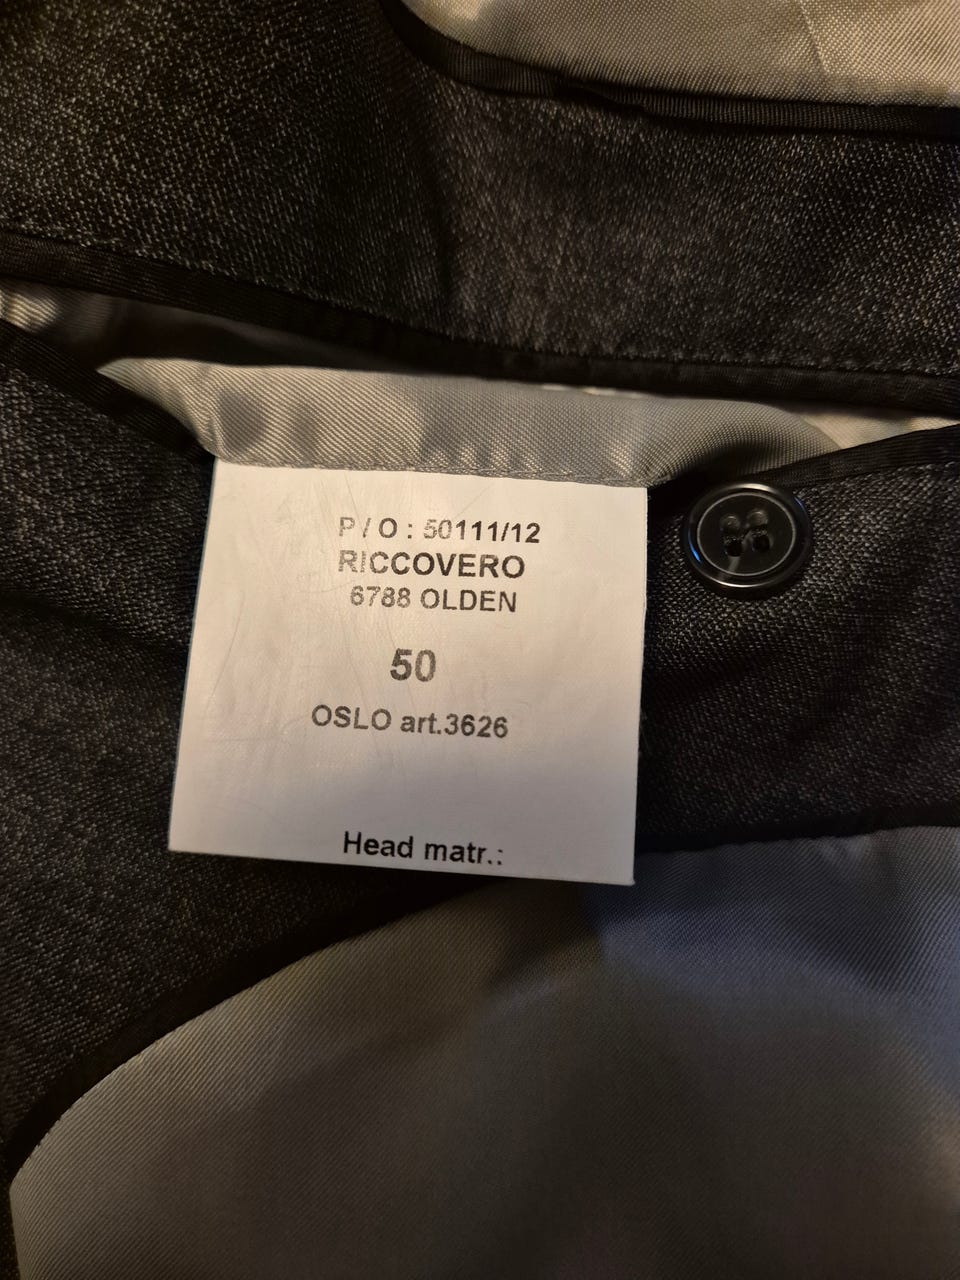 P/O : 50111/12
RICCOVERO
6788 OLDEN
50
OSLO art.3626
Head matr.: